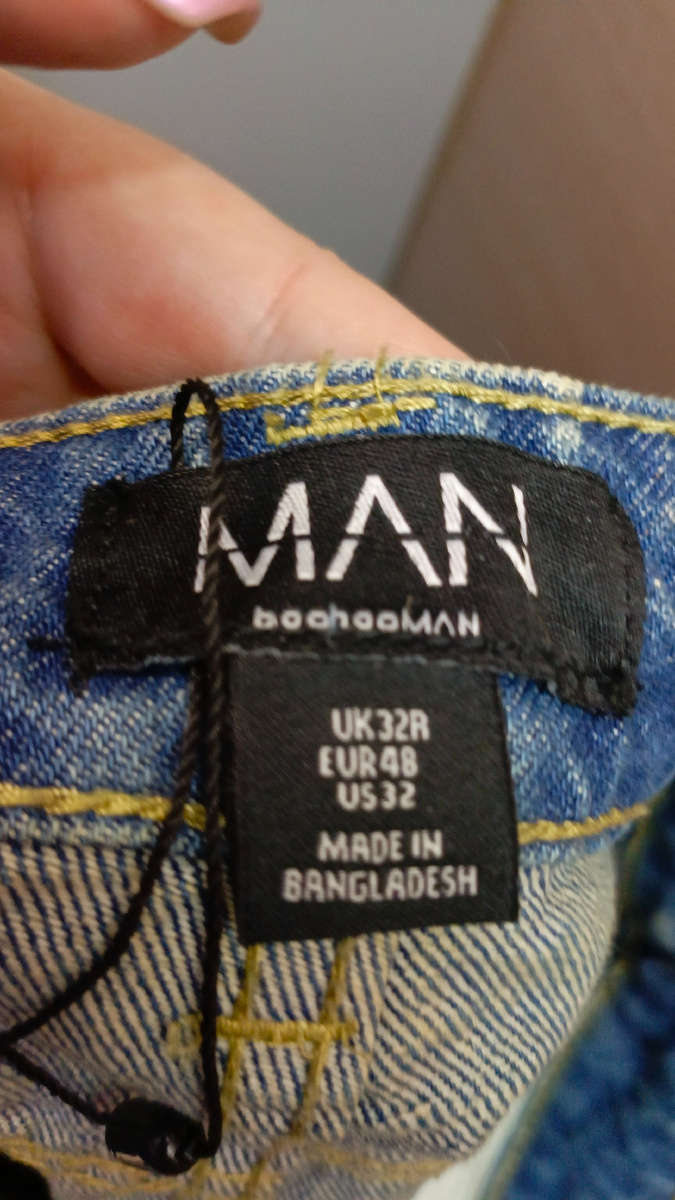 MAN
boohooMAN
UK32R
EUR48
US32
MADE IN
BANGLADESH